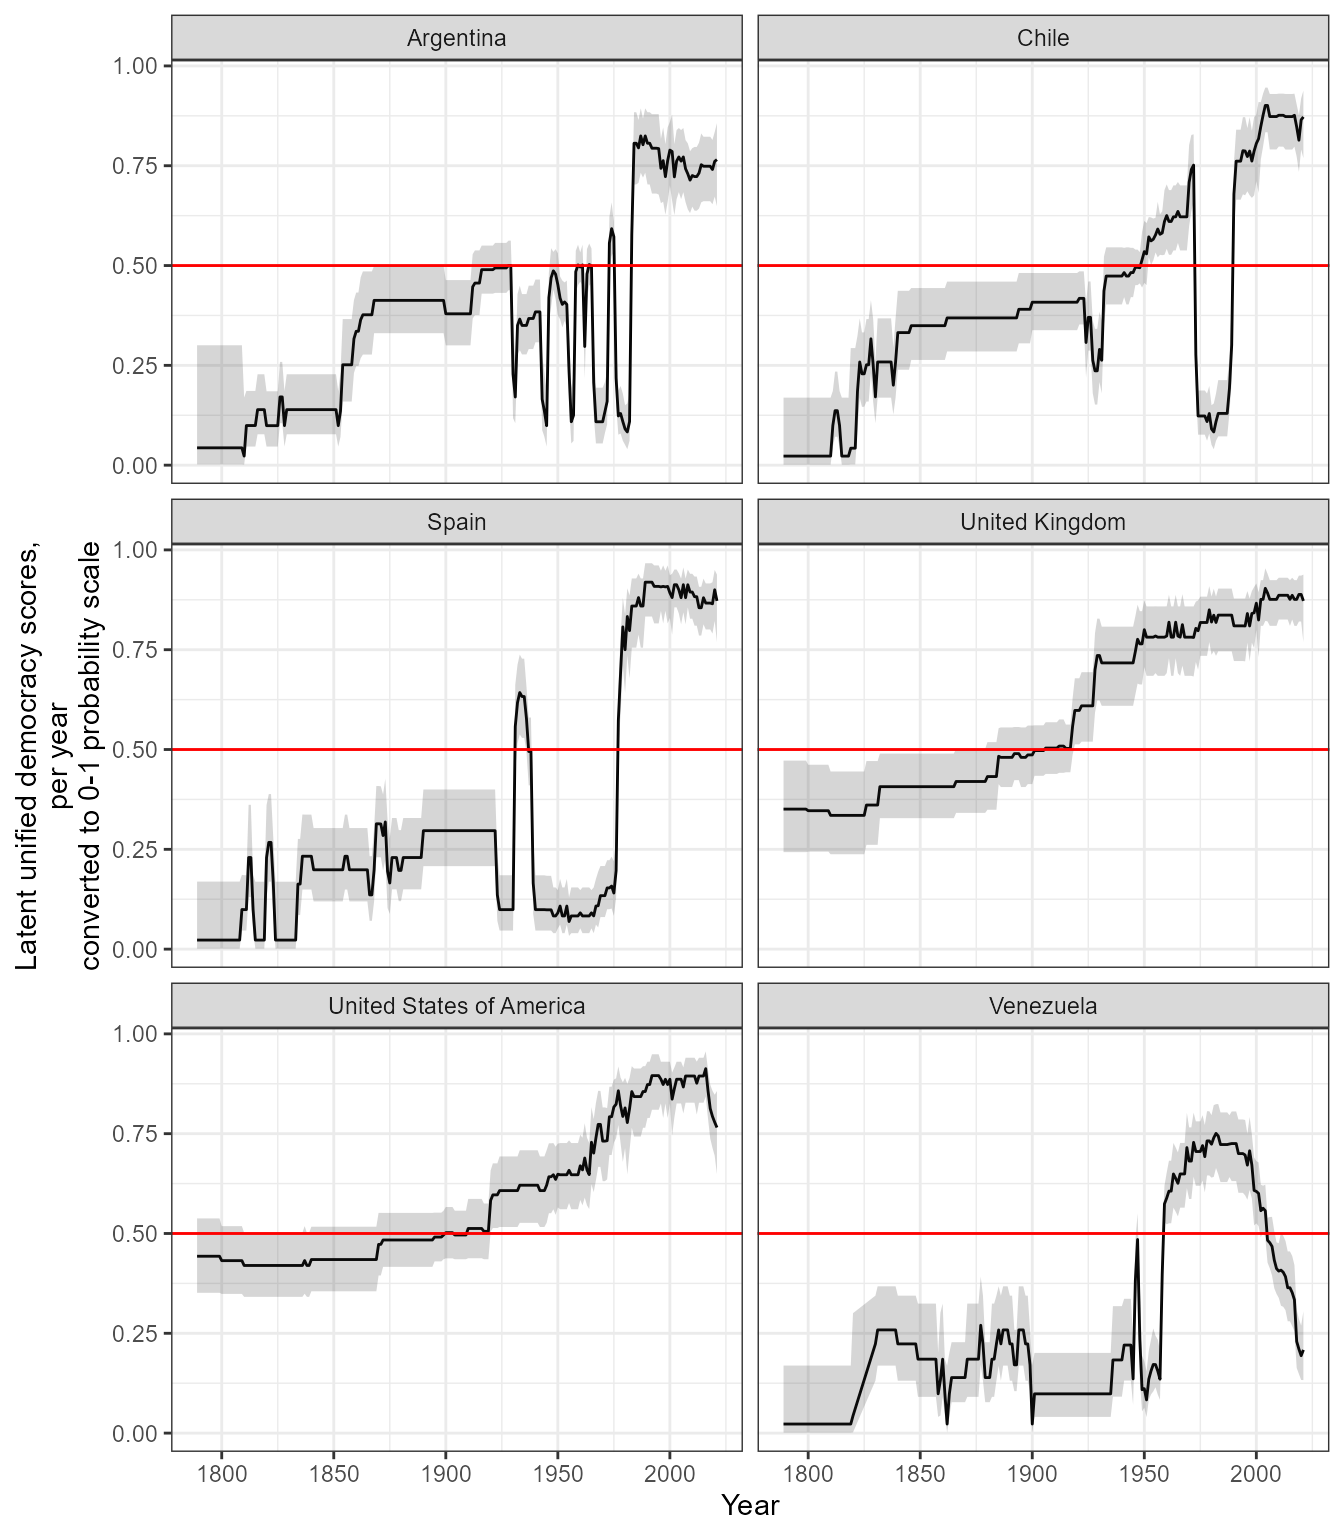 Argentina
Chile
1.00
0.75
0.50
0.25
0.00
Spain
United Kingdom
Latent unified democracy scores,
per year
converted to 0-1 probability scale
1.00
0.75
0.50
0.25
0.00
United States of America
Venezuela
1.00
0.75
0.50
0.25
0.00
1800 1850 1900 1950 2000
1800 1850 1900 1950 2000
Year